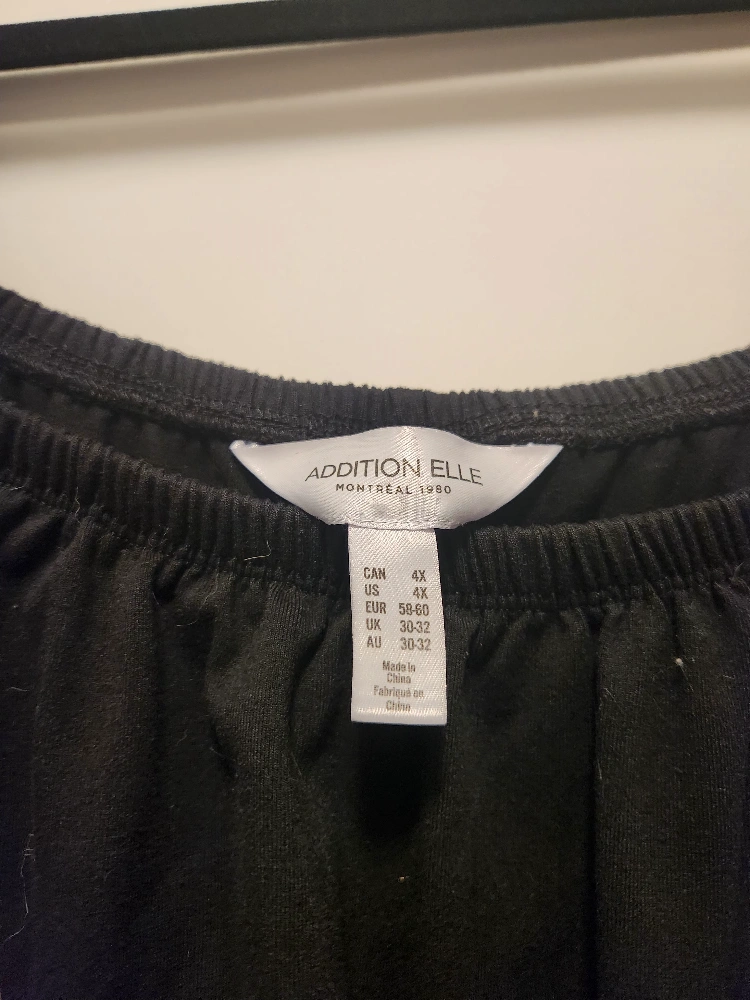 ADDITION ELLE
MONTRÉAL 1980
CAN 4X
US 4X
EUR 58-60
UK 30-32
AU 30-32
Made in
China
Fabriqué en
Chine